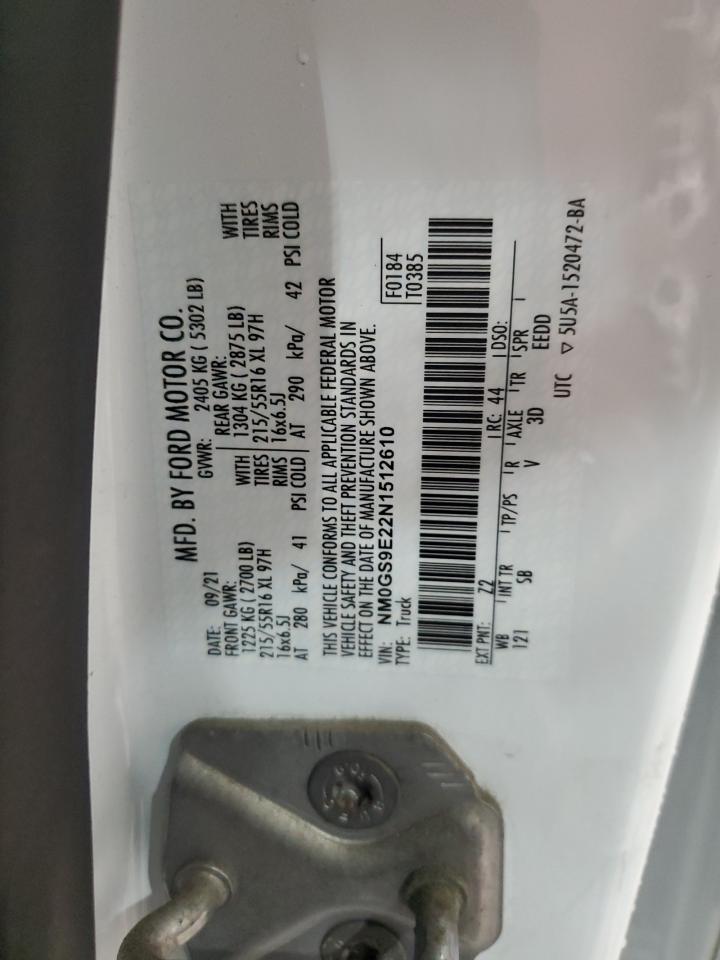 MFD. BY FORD MOTOR CO.
DATE: 09/21 GVWR: 2405 KG ( 5302 LB)
FRONT GAWR: REAR GAWR:
1225 KG ( 2700 LB) WITH 1304 KG ( 2875 LB) WITH
215/55R16 XL 97H TIRES 215/55R16 XL 97H TIRES
16x6.5J RIMS 16x6.5J RIMS
AT 280 kPa/ 41 PSI COLD AT 290 kPa/ 42 PSI COLD
THIS VEHICLE CONFORMS TO ALL APPLICABLE FEDERAL MOTOR
VEHICLE SAFETY AND THEFT PREVENTION STANDARDS IN
EFFECT ON THE DATE OF MANUFACTURE SHOWN ABOVE.
VIN: NM0GS9E22N1512610 F0184
TYPE: Truck T0385
EXT PNT: Z2 RC: 44 DSO:
WB INT TR TP/PS R AXLE TR SPR
121 SB V 3D EEDD
UTC ▽ 5U5A-1520472-BA